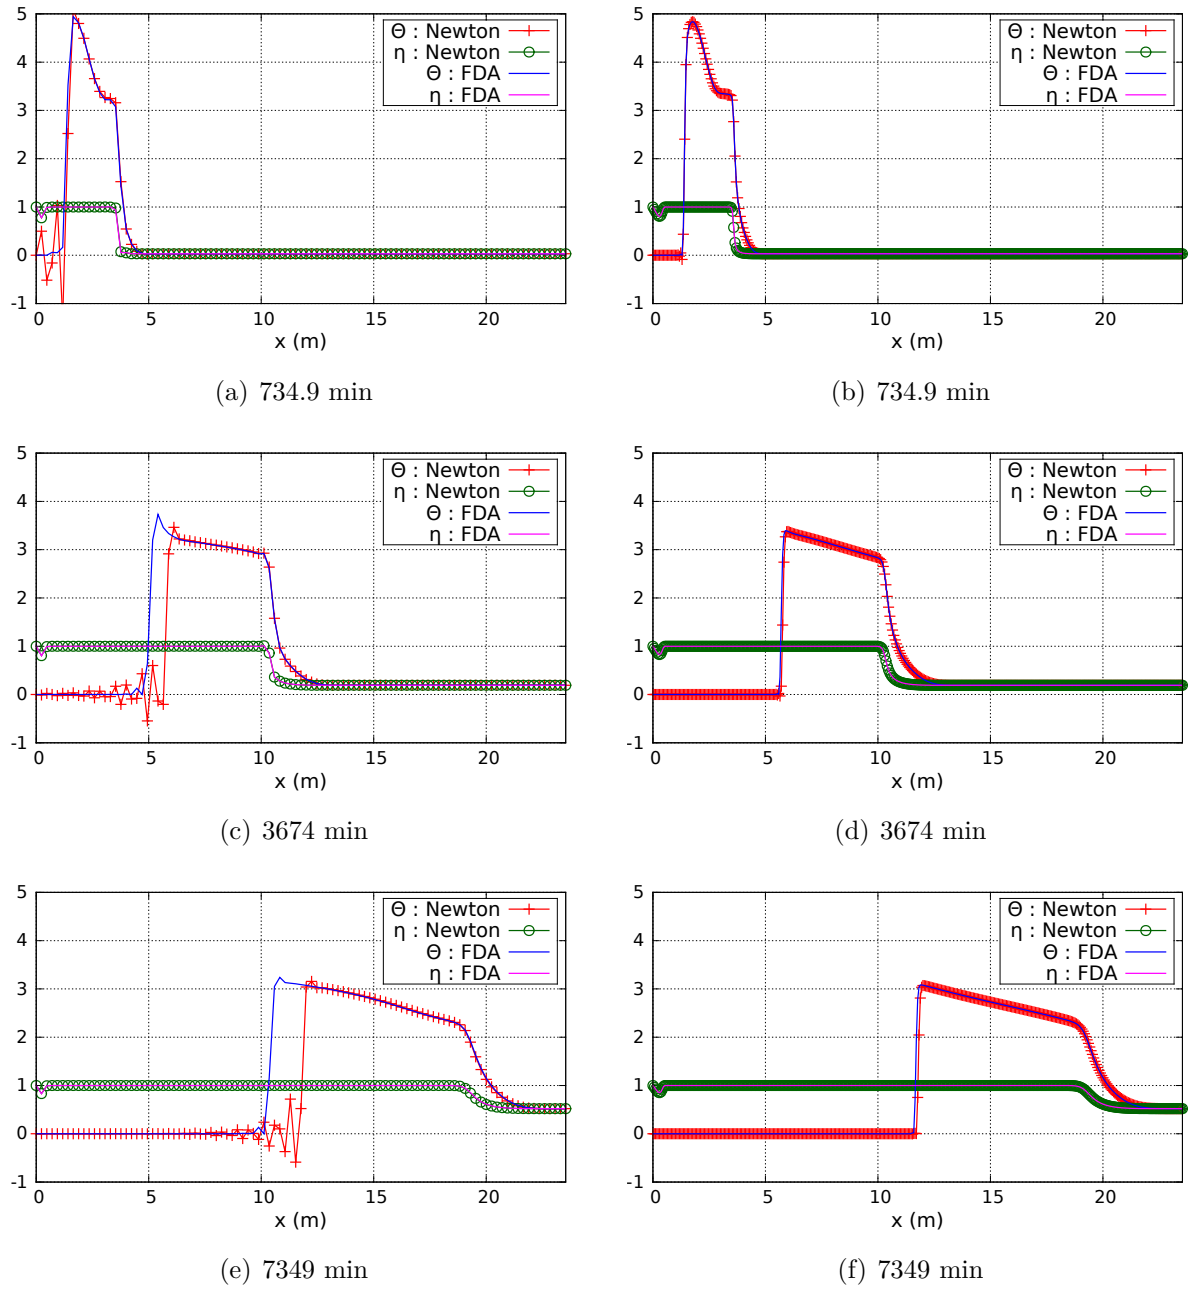 5
4
3
2
1
0
-1
0 5 10 15 20
x (m)
Θ : Newton
η : Newton
Θ : FDA
η : FDA
(a) 734.9 min
5
4
3
2
1
0
-1
0 5 10 15 20
x (m)
Θ : Newton
η : Newton
Θ : FDA
η : FDA
(b) 734.9 min
5
4
3
2
1
0
-1
0 5 10 15 20
x (m)
Θ : Newton
η : Newton
Θ : FDA
η : FDA
(c) 3674 min
5
4
3
2
1
0
-1
0 5 10 15 20
x (m)
Θ : Newton
η : Newton
Θ : FDA
η : FDA
(d) 3674 min
5
4
3
2
1
0
-1
0 5 10 15 20
x (m)
Θ : Newton
η : Newton
Θ : FDA
η : FDA
(e) 7349 min
5
4
3
2
1
0
-1
0 5 10 15 20
x (m)
Θ : Newton
η : Newton
Θ : FDA
η : FDA
(f) 7349 min